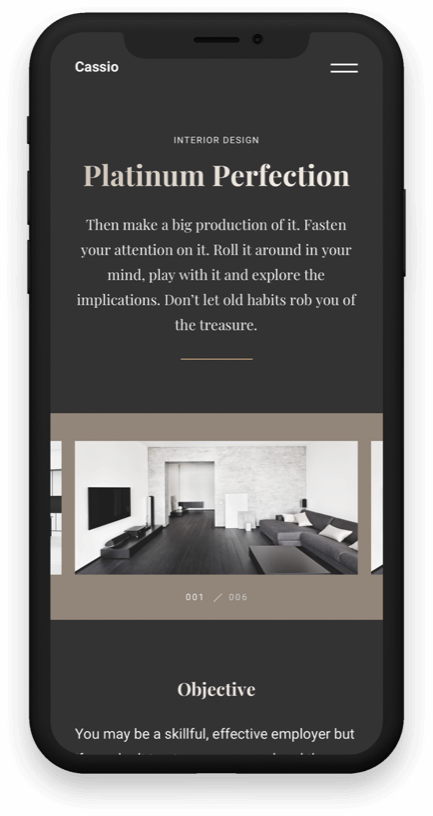 Cassio
INTERIOR DESIGN
Platinum Perfection
Then make a big production of it. Fasten
your attention on it. Roll it around in your
mind, play with it and explore the
implications. Don't let old habits rob you of
the treasure.
001 / 006
Objective
You may be a skillful, effective employer but